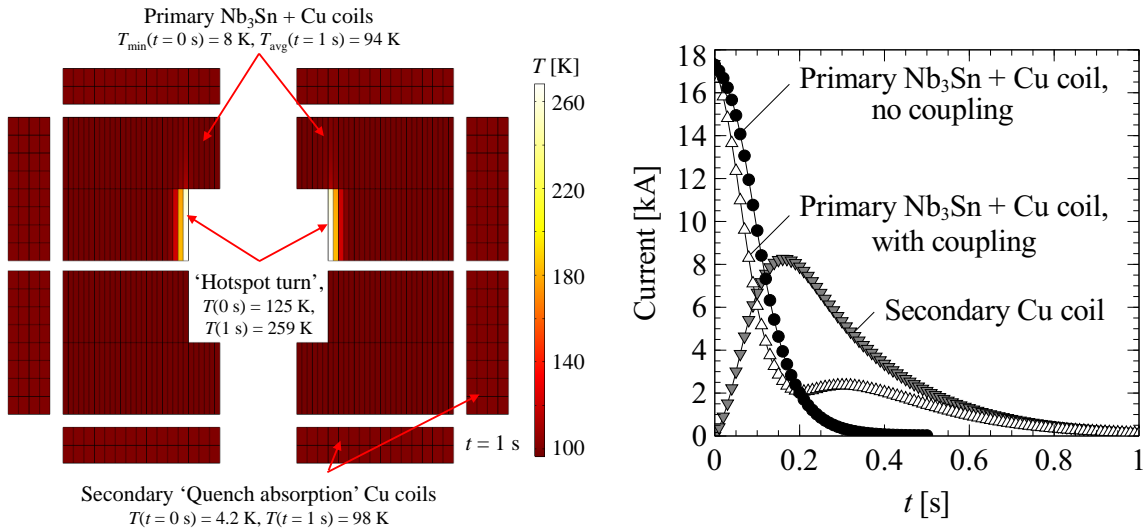 Primary Nb₃Sn + Cu coils
T_min(t = 0 s) = 8 K, T_avg(t = 1 s) = 94 K
T [K]
260
220
180
140
100
'Hotspot turn',
T(0 s) = 125 K,
T(1 s) = 259 K
t = 1 s
Secondary 'Quench absorption' Cu coils
T(t = 0 s) = 4.2 K, T(t = 1 s) = 98 K
Current [kA]
18
16
14
12
10
8
6
4
2
0
Primary Nb₃Sn + Cu coil,
no coupling
Primary Nb₃Sn + Cu coil,
with coupling
Secondary Cu coil
0 0.2 0.4 0.6 0.8 1
t [s]